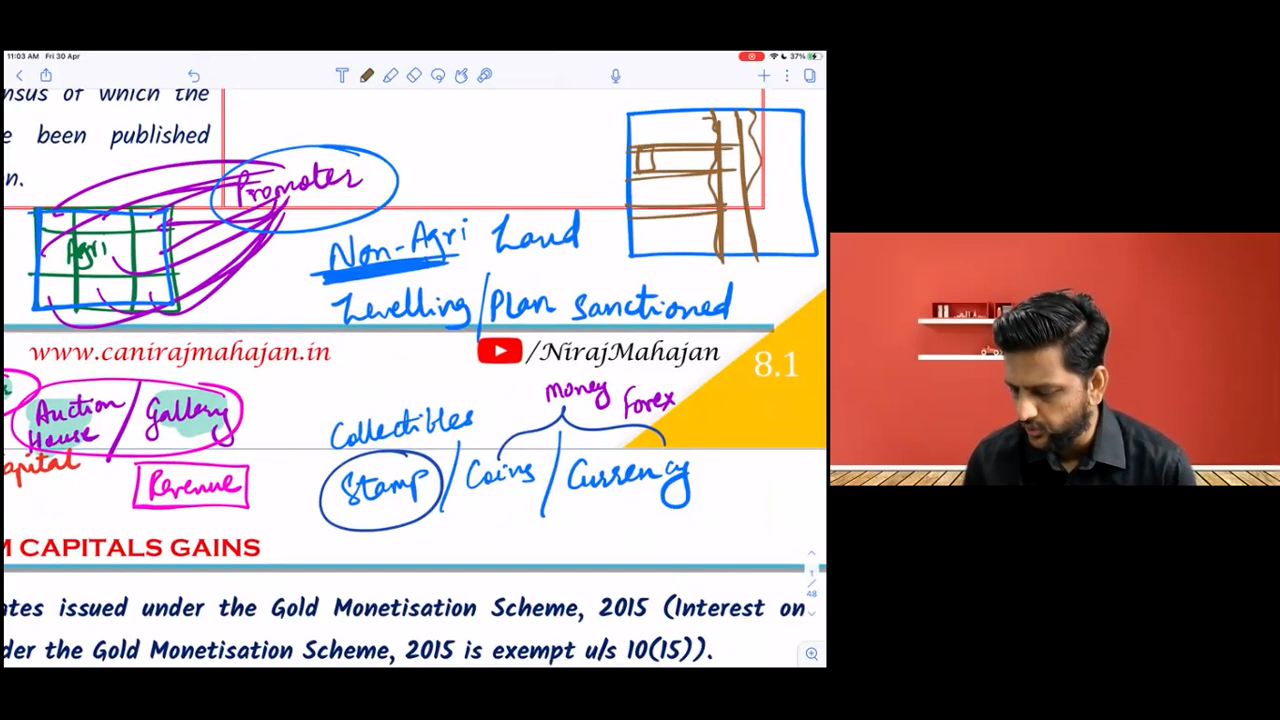 11:03 AM Fri 30 Apr
37%
nsus of which the
e been published
n.
Promoter
Agri
Non-Agri Land
Levelling/Plan Sanctioned
www.canirajmahajan.in
/NirajMahajan
8.1
Auction House / Gallery
Money
Forex
Collectibles
apital
Revenue
Stamp / Coins / Currency
M CAPITALS GAINS
1
/
48
ates issued under the Gold Monetisation Scheme, 2015 (Interest on
der the Gold Monetisation Scheme, 2015 is exempt u/s 10(15)).